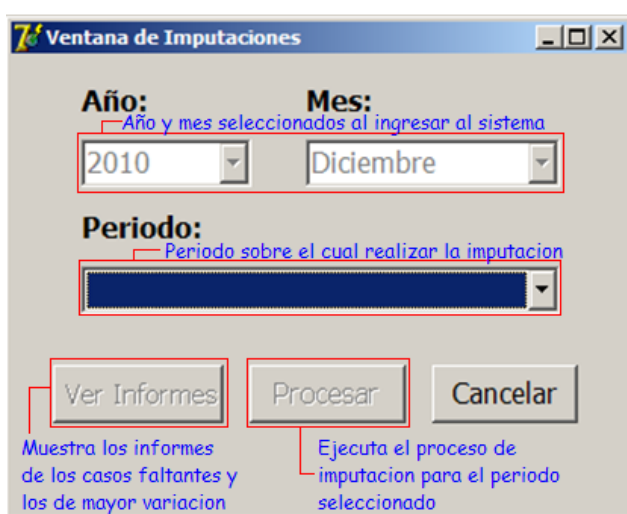 Ventana de Imputaciones
Año: Mes:
Año y mes seleccionados al ingresar al sistema
2010 Diciembre
Periodo:
Periodo sobre el cual realizar la imputacion
Ver Informes Procesar Cancelar
Muestra los informes
de los casos faltantes y
los de mayor variacion
Ejecuta el proceso de
imputacion para el periodo
seleccionado